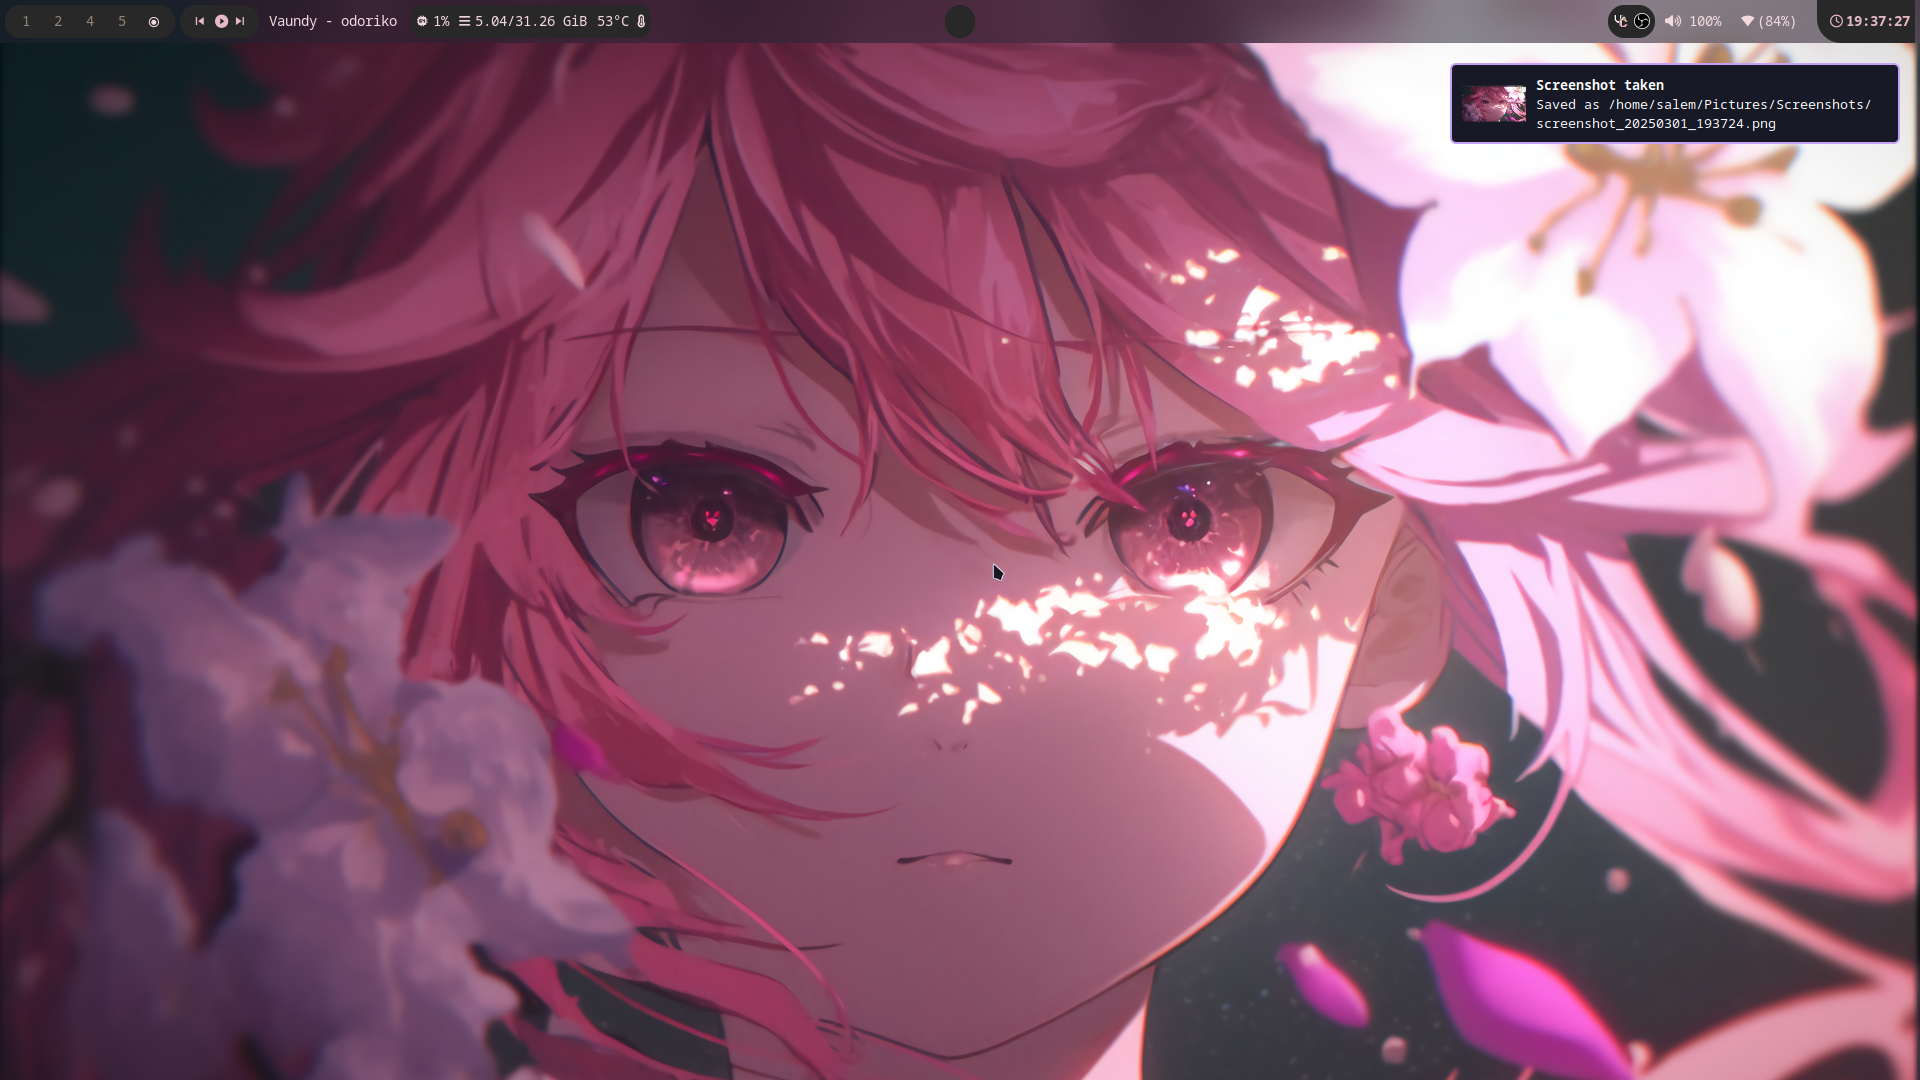 1 2 4 5 Vaundy - odoriko 1% 5.04/31.26 GiB 53°C 100% (84%) 19:37:27
Screenshot taken
Saved as /home/salem/Pictures/Screenshots/
screenshot_20250301_193724.png